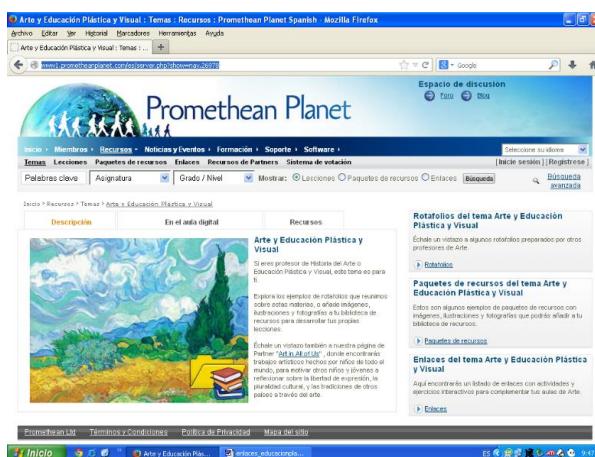 Arte y Educación Plástica y Visual : Temas : Recursos : Promethean Planet Spanish - Mozilla Firefox
Archivo Editar Ver Historial Marcadores Herramientas Ayuda
Arte y Educación Plástica y Visual : Temas : ...
www1.prometheanplanet.com/es/server.php?show=nav.26978
Google
Promethean Planet
Espacio de discusión
Foro Blog
Inicio Miembros Recursos Noticias y Eventos Formación Soporte Software
Seleccione su idioma
Temas Lecciones Paquetes de recursos Enlaces Recursos de Partners Sistema de votación
[Inicie sesión] [Regístrese]
Palabras clave Asignatura Grado / Nivel Mostrar: Lecciones Paquetes de recursos Enlaces Búsqueda Búsqueda avanzada
Inicio > Recursos > Temas > Arte y Educación Plástica y Visual
Descripción En el aula digital Recursos
Arte y Educación Plástica y Visual
Si eres profesor de Historia del Arte o Educación Plástica y Visual, este tema es para ti.
Explora los ejemplos de rotafolios que reunimos sobre estas materias, o añade imágenes, ilustraciones y fotografías a tu biblioteca de recursos para desarrollar tus propias lecciones.
Échale un vistazo también a nuestra página de Partner "Art in All of Us", donde encontrarás trabajos artísticos hechos por niños de todo el mundo, para motivar otros niños y jóvenes a reflexionar sobre la libertad de expresión, la pluralidad cultural, y las tradiciones de otros países a través del arte.
Rotafolios del tema Arte y Educación Plástica y Visual
Échale un vistazo a algunos rotafolios preparados por otros profesores de Arte.
Rotafolios
Paquetes de recursos del tema Arte y Educación Visual
Estos son algunos ejemplos de paquetes de recursos con imágenes, ilustraciones y fotografías que podrás añadir a tu biblioteca de recursos.
Paquetes de recursos
Enlaces del tema Arte y Educación Plástica y Visual
Aquí encontrarás un listado de enlaces con actividades y ejercicios interactivos para complementar tus aulas de Arte.
Enlaces
Promethean Ltd Términos y Condiciones Política de Privacidad Mapa del sitio
Inicio
Arte y Educación Plás...
enlaces_educacionpla...
ES
9:47